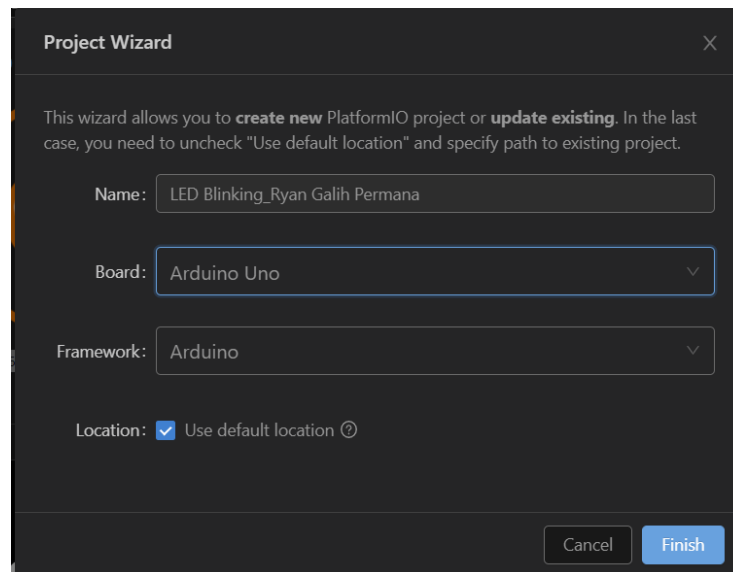 Project Wizard
This wizard allows you to create new PlatformIO project or update existing. In the last
case, you need to uncheck "Use default location" and specify path to existing project.
Name: LED Blinking_Ryan Galih Permana
Board: Arduino Uno
Framework: Arduino
Location: Use default location
Cancel Finish